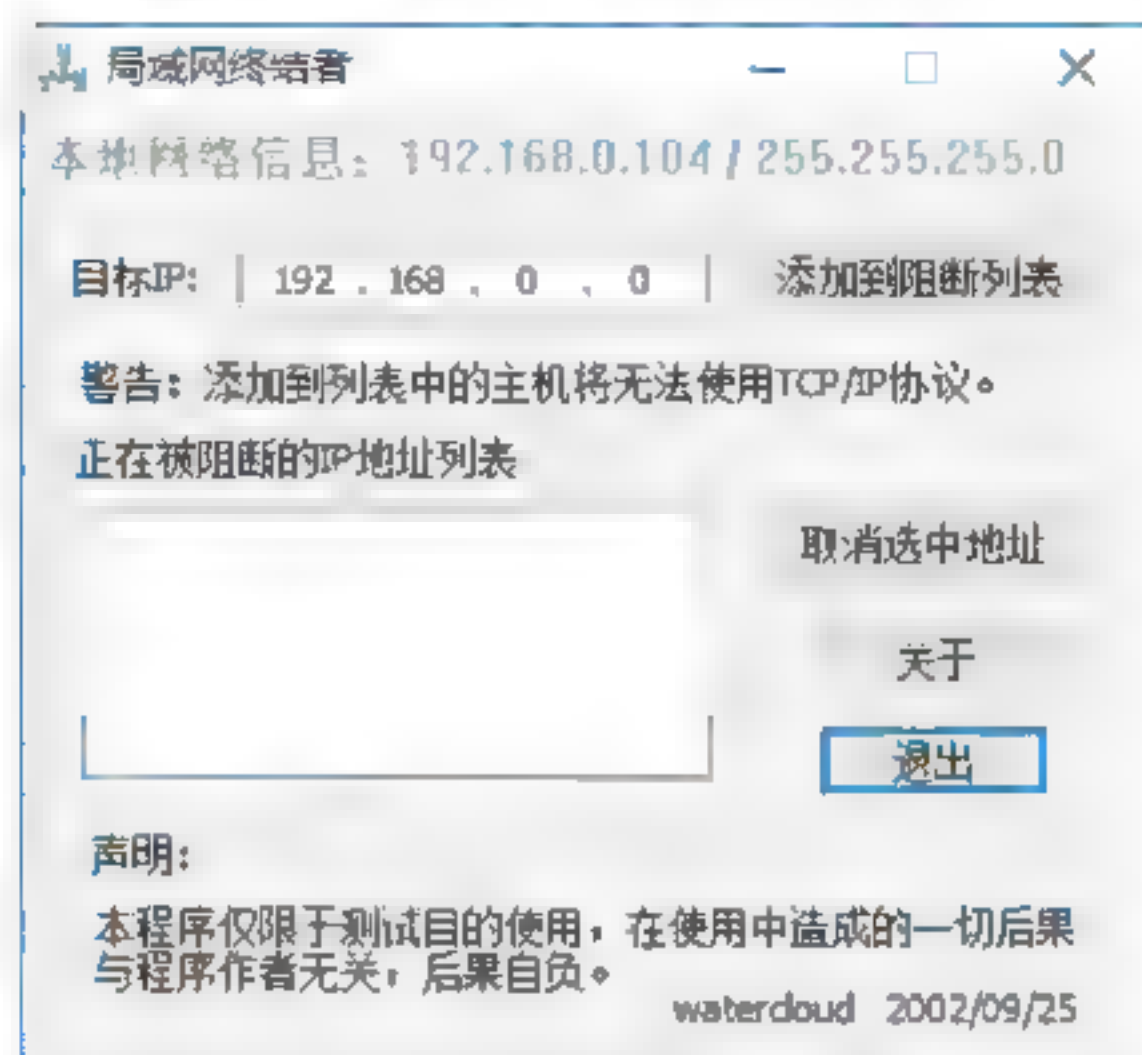 局域网终结者
本地网络信息: 192.168.0.104 / 255.255.255.0
目标IP: 192 . 168 . 0 . 0 添加到阻断列表
警告：添加到列表中的主机将无法使用TCP/IP协议。
正在被阻断的IP地址列表
取消选中地址
关于
退出
声明:
本程序仅限于测试目的使用，在使用中造成的一切后果
与程序作者无关，后果自负。
watercloud 2002/09/25